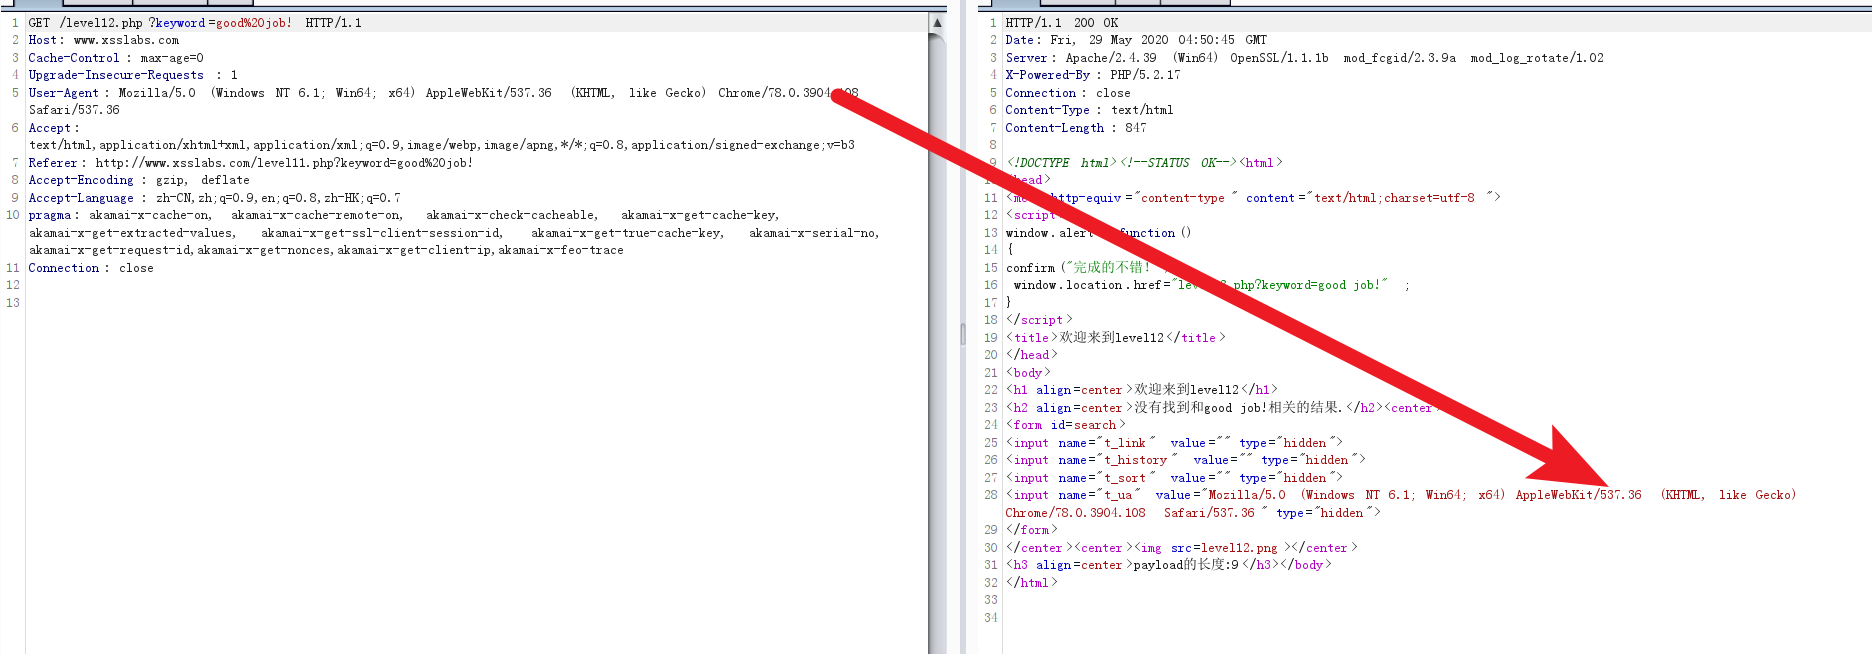 1 GET /level12.php?keyword=good%20job! HTTP/1.1
2 Host: www.xsslabs.com
3 Cache-Control: max-age=0
4 Upgrade-Insecure-Requests: 1
5 User-Agent: Mozilla/5.0 (Windows NT 6.1; Win64; x64) AppleWebKit/537.36 (KHTML, like Gecko) Chrome/78.0.3904.108
Safari/537.36
6 Accept:
text/html,application/xhtml+xml,application/xml;q=0.9,image/webp,image/apng,*/*;q=0.8,application/signed-exchange;v=b3
7 Referer: http://www.xsslabs.com/level11.php?keyword=good%20job!
8 Accept-Encoding: gzip, deflate
9 Accept-Language: zh-CN,zh;q=0.9,en;q=0.8,zh-HK;q=0.7
10 pragma: akamai-x-cache-on, akamai-x-cache-remote-on, akamai-x-check-cacheable, akamai-x-get-cache-key,
akamai-x-get-extracted-values, akamai-x-get-ssl-client-session-id, akamai-x-get-true-cache-key, akamai-x-serial-no,
akamai-x-get-request-id,akamai-x-get-nonces,akamai-x-get-client-ip,akamai-x-feo-trace
11 Connection: close
12
13
1 HTTP/1.1 200 OK
2 Date: Fri, 29 May 2020 04:50:45 GMT
3 Server: Apache/2.4.39 (Win64) OpenSSL/1.1.1b mod_fcgid/2.3.9a mod_log_rotate/1.02
4 X-Powered-By: PHP/5.2.17
5 Connection: close
6 Content-Type: text/html
7 Content-Length: 847
8
9 <!DOCTYPE html><!--STATUS OK--><html>
head>
11 http-equiv="content-type" content="text/html;charset=utf-8">
12 <script
13 window.alert function()
14 {
15 confirm("完成的不错!
16 window.location.href="level php?keyword=good job!";
17 }
18 </script>
19 <title>欢迎来到level12</title>
20 </head>
21 <body>
22 <h1 align=center>欢迎来到level12</h1>
23 <h2 align=center>没有找到和good job!相关的结果.</h2><center>
24 <form id=search>
25 <input name="t_link" value="" type="hidden">
26 <input name="t_history" value="" type="hidden">
27 <input name="t_sort" value="" type="hidden">
28 <input name="t_ua" value="Mozilla/5.0 (Windows NT 6.1; Win64; x64) AppleWebKit/537.36 (KHTML, like Gecko)
Chrome/78.0.3904.108 Safari/537.36" type="hidden">
29 </form>
30 </center><center><img src=level12.png></center>
31 <h3 align=center>payload的长度:9</h3></body>
32 </html>
33
34